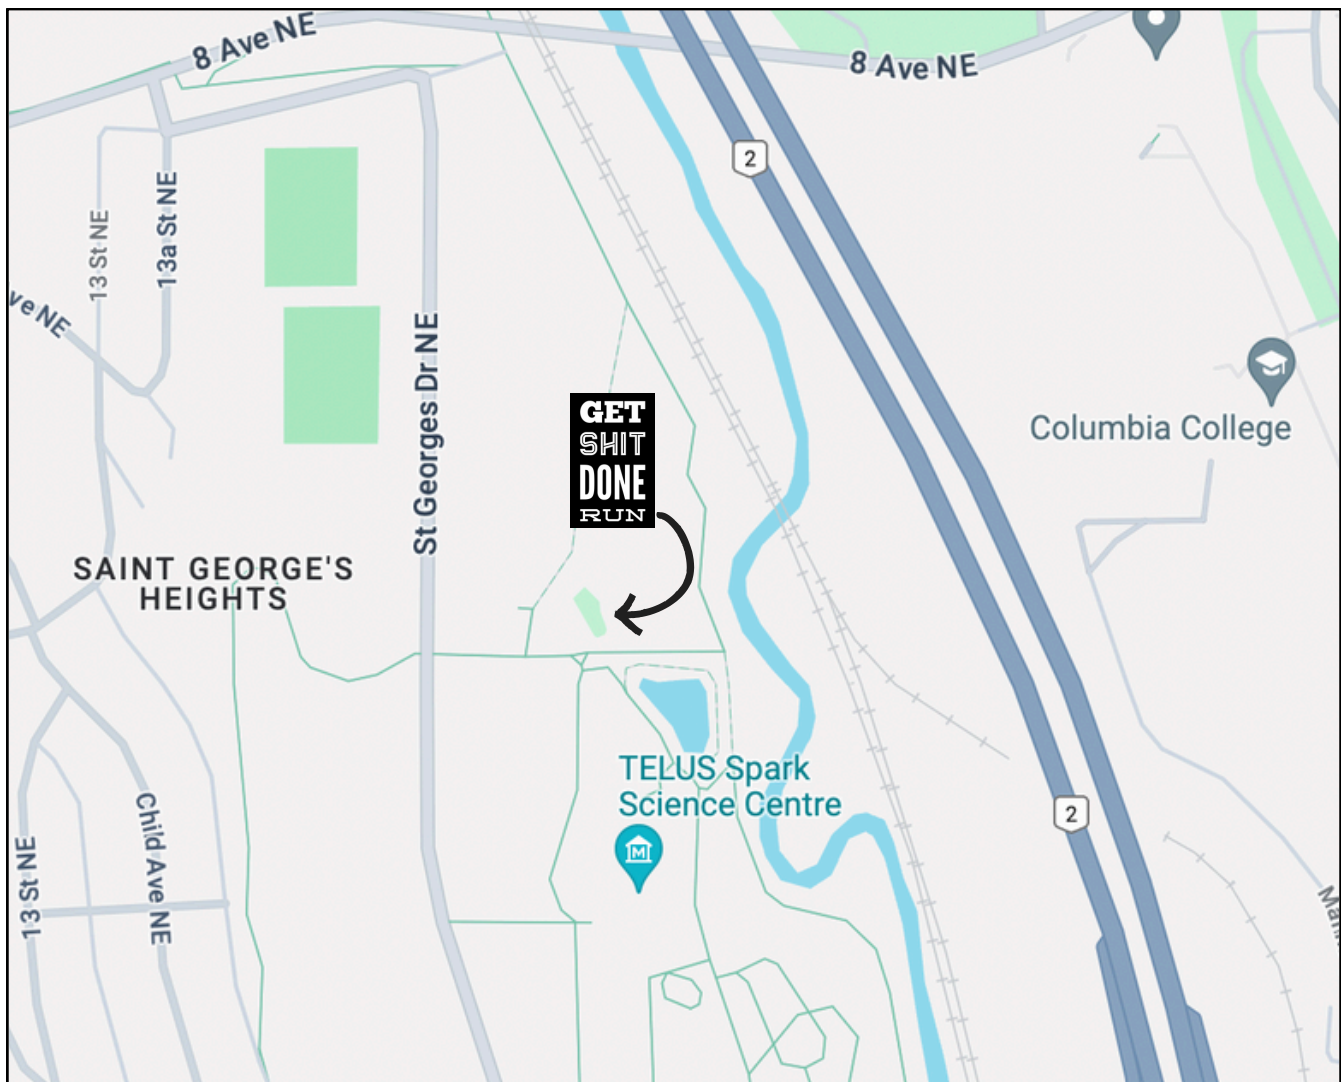 8 Ave NE
8 Ave NE
2
13 St NE
13a St NE
ve NE
St Georges Dr NE
GET
SHIT
DONE
RUN
Columbia College
SAINT GEORGE'S
HEIGHTS
TELUS Spark
Science Centre
M
2
13 St NE
Child Ave NE